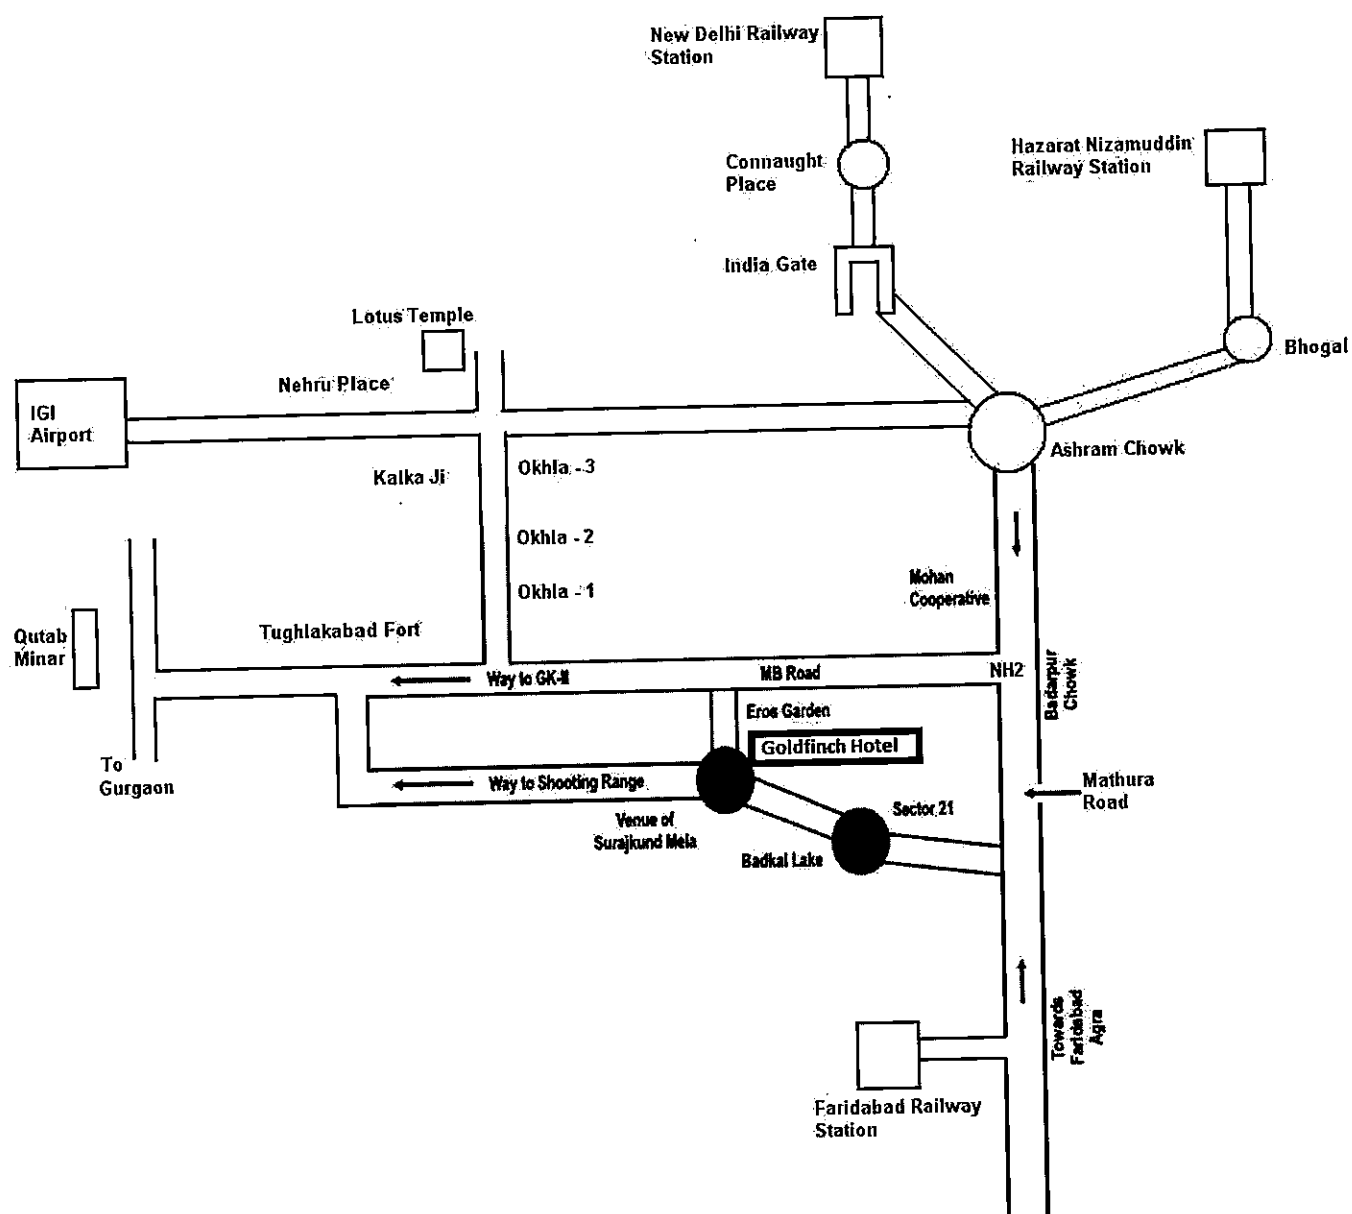 New Delhi Railway
Station
Hazarat Nizamuddin
Railway Station
Connaught
Place
India Gate
Lotus Temple
Bhogal
Nehru Place
IGI
Airport
Ashram Chowk
Okhla - 3
Kalka Ji
Okhla - 2
Okhla - 1
Mohan
Cooperative
Qutab
Minar
Tughlakabad Fort
Way to GK-II
MB Road
NH2
Badarpur
Chowk
Eros Garden
Goldfinch Hotel
To
Gurgaon
Way to Shooting Range
Mathura
Road
Sector 21
Venue of
Surajkund Mela
Badkal Lake
Towards
Faridabad
Agra
Faridabad Railway
Station